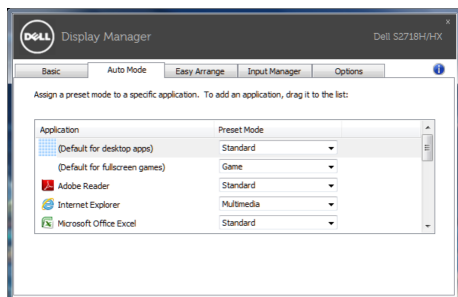 DELL Display Manager
Dell S2718H/HX
Basic Auto Mode Easy Arrange Input Manager Options
Assign a preset mode to a specific application. To add an application, drag it to the list:
Application Preset Mode
(Default for desktop apps) Standard
(Default for fullscreen games) Game
Adobe Reader Standard
Internet Explorer Multimedia
Microsoft Office Excel Standard